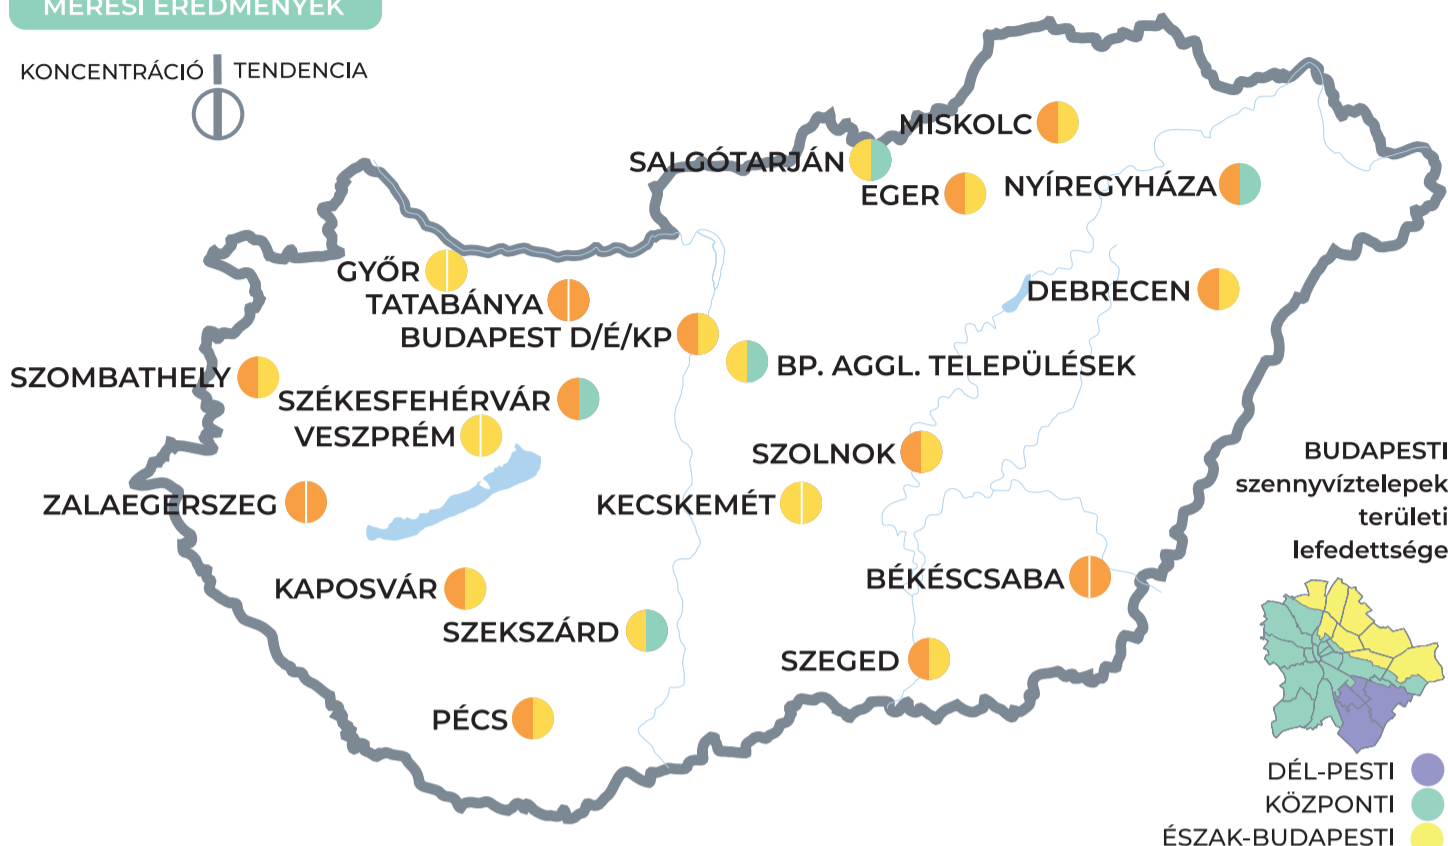 MÉRÉSI EREDMÉNYEK
KONCENTRÁCIÓ TENDENCIA
MISKOLC
SALGÓTARJÁN
EGER
NYÍREGYHÁZA
GYŐR
TATABÁNYA
DEBRECEN
BUDAPEST D/É/KP
BP. AGGL. TELEPÜLÉSEK
SZOMBATHELY
SZÉKESFEHÉRVÁR
VESZPRÉM
SZOLNOK
ZALAEGERSZEG
KECSKEMÉT
BUDAPESTI
szennyvíztelepek
területi
lefedettsége
KAPOSVÁR
BÉKÉSCSABA
SZEKSZÁRD
SZEGED
PÉCS
DÉL-PESTI
KÖZPONTI
ÉSZAK-BUDAPESTI